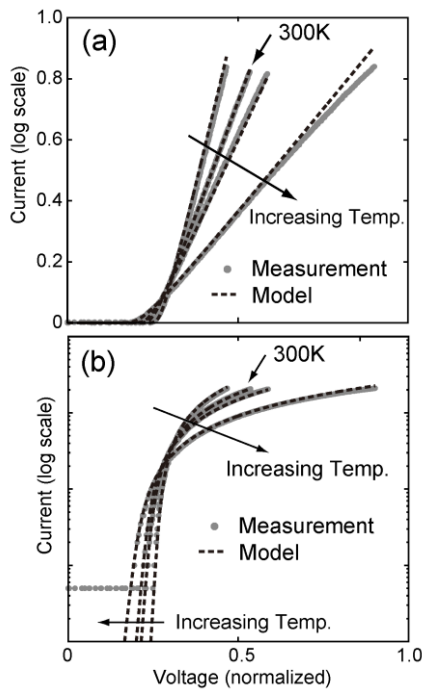 (a)
300K
1.0
0.8
0.6
0.4
0.2
0
Current (log scale)
Increasing Temp.
Measurement
Model
(b)
300K
Current (log scale)
Increasing Temp.
Measurement
Model
Increasing Temp.
0
0.5
1.0
Voltage (normalized)